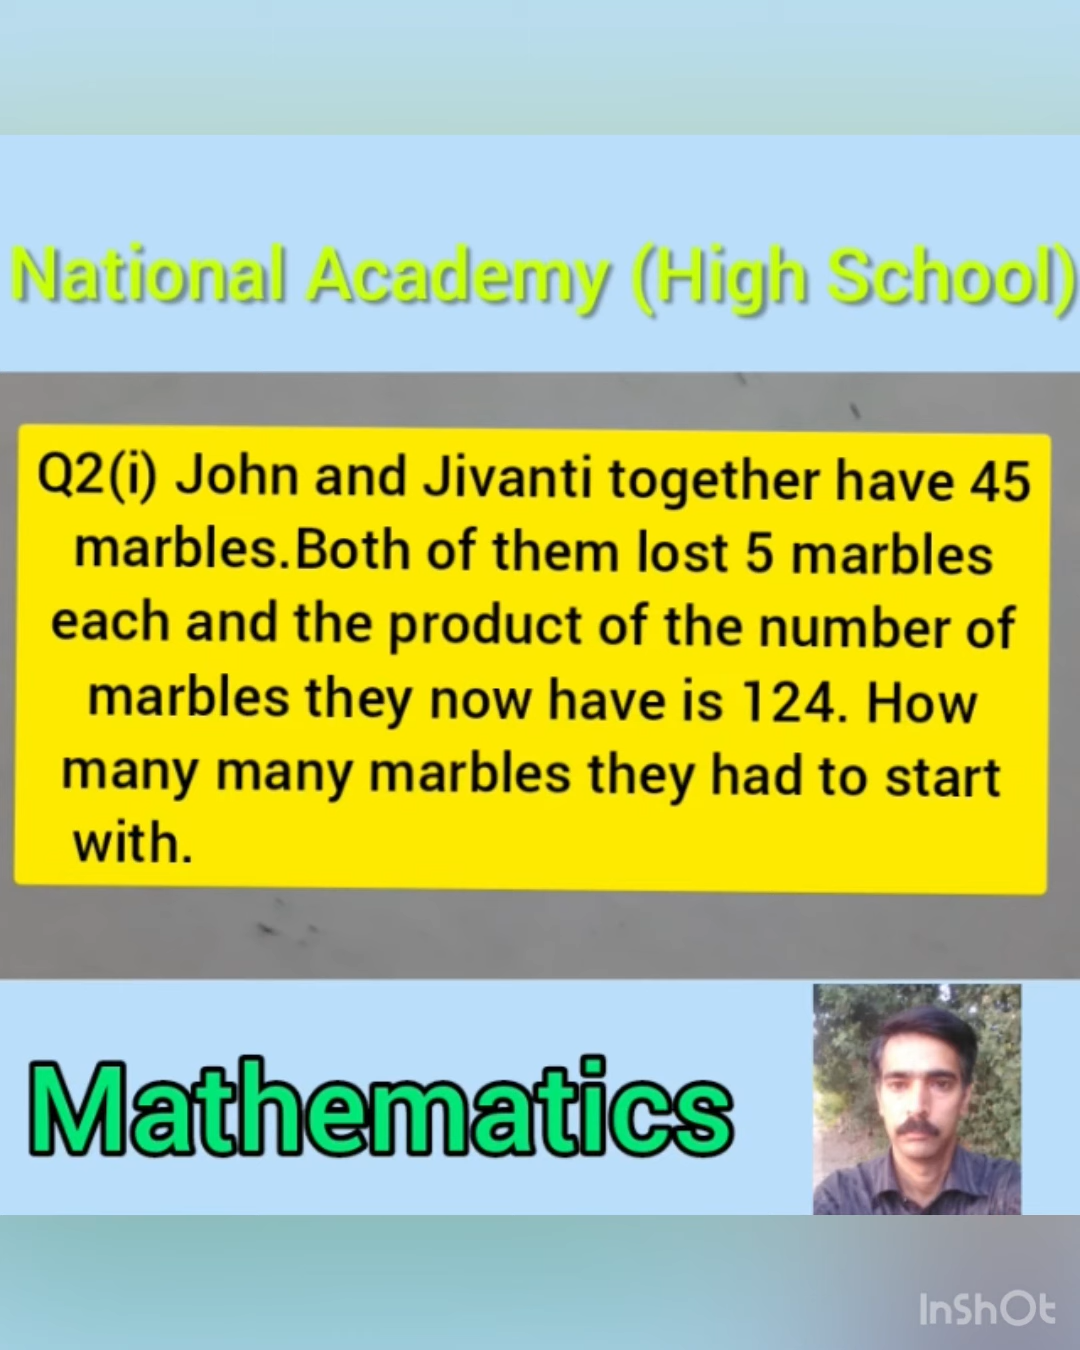 National Academy (High School)
Q2(i) John and Jivanti together have 45
marbles.Both of them lost 5 marbles
each and the product of the number of
marbles they now have is 124. How
many many marbles they had to start
with.
Mathematics
InShOt